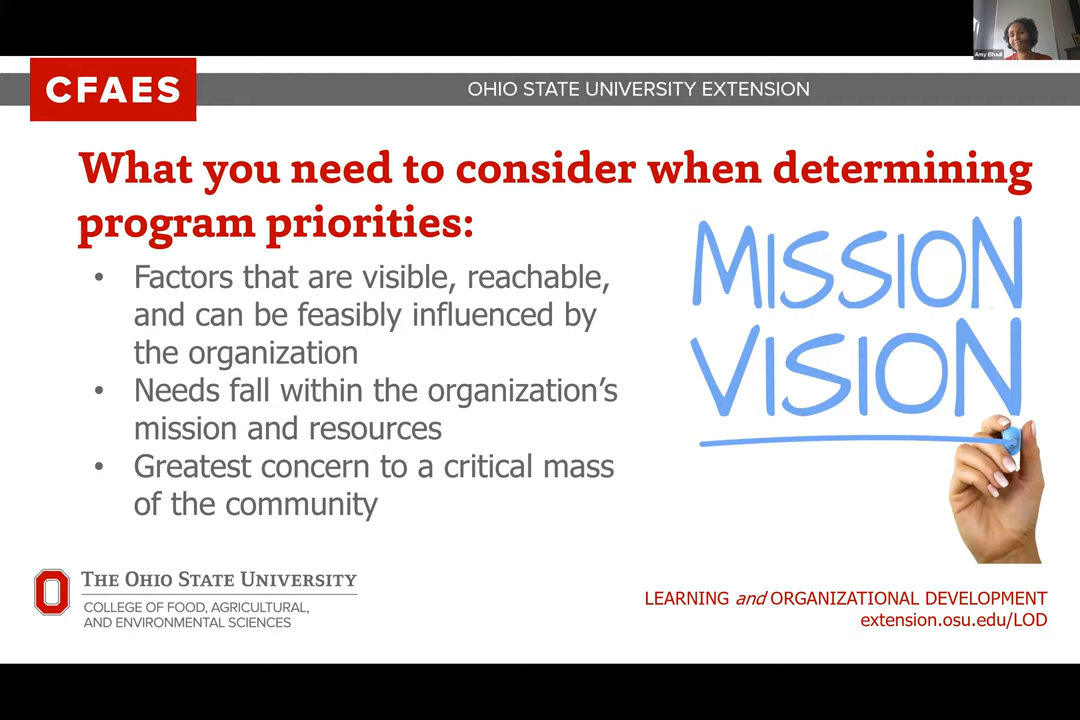 Amy Elhadi
CFAES
OHIO STATE UNIVERSITY EXTENSION
What you need to consider when determining
program priorities:
• Factors that are visible, reachable,
and can be feasibly influenced by
the organization
• Needs fall within the organization’s
mission and resources
• Greatest concern to a critical mass
of the community
MISSION
VISION
O
THE OHIO STATE UNIVERSITY
COLLEGE OF FOOD, AGRICULTURAL,
AND ENVIRONMENTAL SCIENCES
LEARNING and ORGANIZATIONAL DEVELOPMENT
extension.osu.edu/LOD